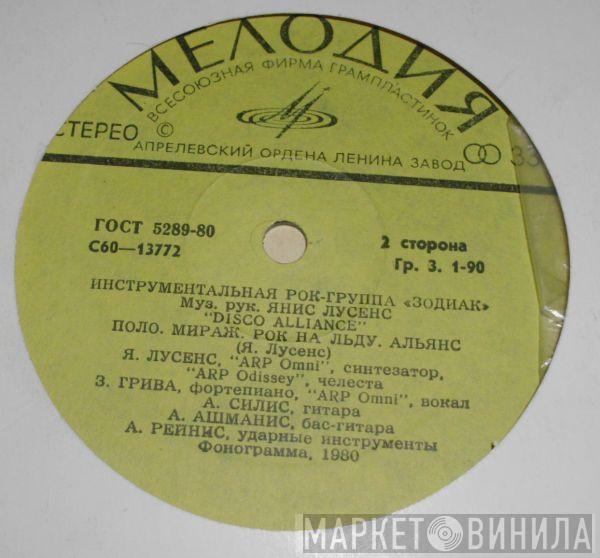 МЕЛОДИЯ
ВСЕСОЮЗНАЯ ФИРМА ГРАМПЛАСТИНОК
СТЕРЕО ©
АПРЕЛЕВСКИЙ ОРДЕНА ЛЕНИНА ЗАВОД
33
ГОСТ 5289-80
С60—13772
2 сторона
Гр. 3. 1-90
ИНСТРУМЕНТАЛЬНАЯ РОК-ГРУППА «ЗОДИАК»
Муз. рук. ЯНИС ЛУСЕНС
"DISCO ALLIANCE"
ПОЛО. МИРАЖ. РОК НА ЛЬДУ. АЛЬЯНС
(Я. Лусенс)
Я. ЛУСЕНС, "ARP Omni", синтезатор,
"ARP Odissey", челеста
З. ГРИВА, фортепиано, "ARP Omni", вокал
А. СИЛИС, гитара
А. АШМАНИС, бас-гитара
А. РЕЙНИС, ударные инструменты
Фонограмма, 1980
МАРКЕТ ВИНИЛА